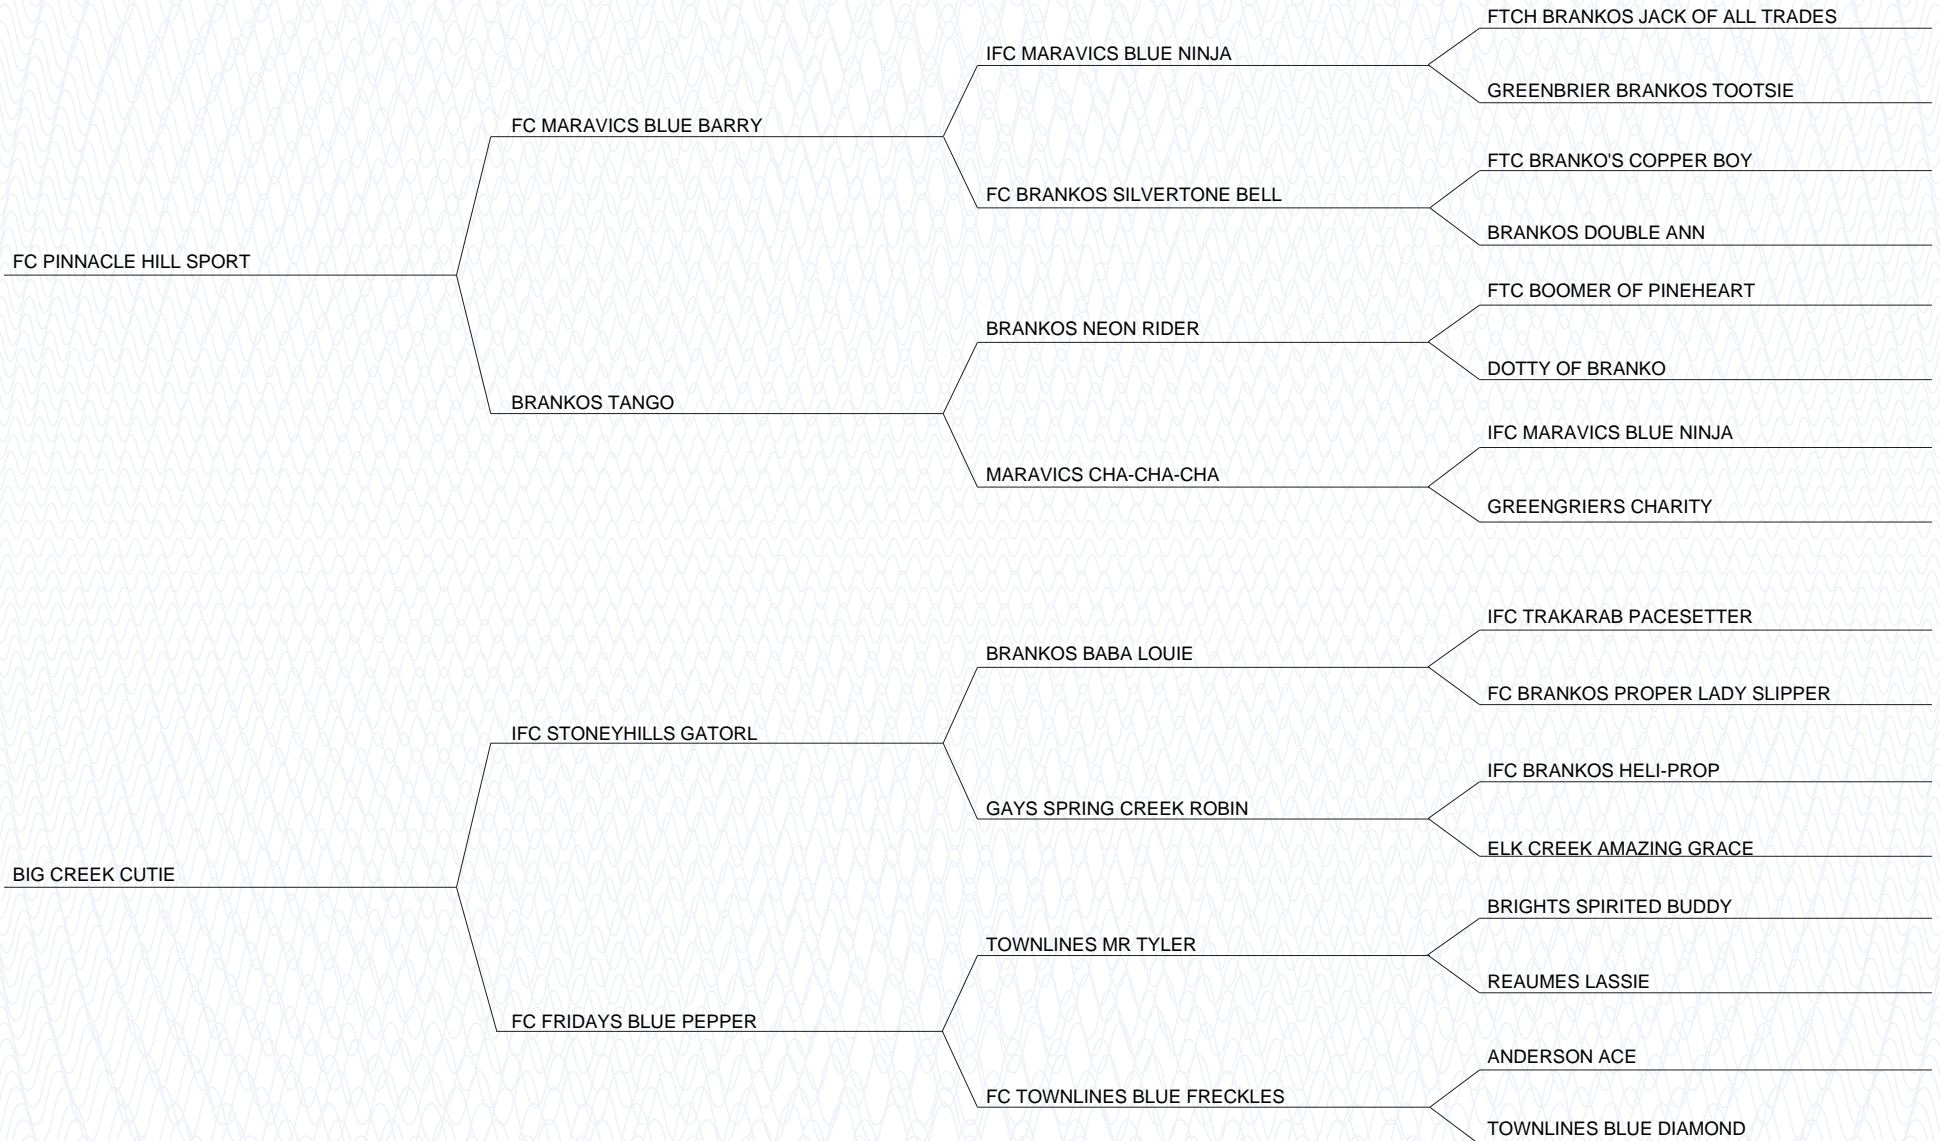 FTCH BRANKOS JACK OF ALL TRADES
IFC MARAVICS BLUE NINJA
GREENBRIER BRANKOS TOOTSIE
FC MARAVICS BLUE BARRY
FTC BRANKO'S COPPER BOY
FC BRANKOS SILVERTONE BELL
BRANKOS DOUBLE ANN
FC PINNACLE HILL SPORT
FTC BOOMER OF PINEHEART
BRANKOS NEON RIDER
DOTTY OF BRANKO
BRANKOS TANGO
IFC MARAVICS BLUE NINJA
MARAVICS CHA-CHA-CHA
GREENGRIERS CHARITY
IFC TRAKARAB PACESETTER
BRANKOS BABA LOUIE
FC BRANKOS PROPER LADY SLIPPER
IFC STONEYHILLS GATORL
IFC BRANKOS HELI-PROP
GAYS SPRING CREEK ROBIN
ELK CREEK AMAZING GRACE
BIG CREEK CUTIE
BRIGHTS SPIRITED BUDDY
TOWNLINES MR TYLER
REAUMES LASSIE
FC FRIDAYS BLUE PEPPER
ANDERSON ACE
FC TOWNLINES BLUE FRECKLES
TOWNLINES BLUE DIAMOND